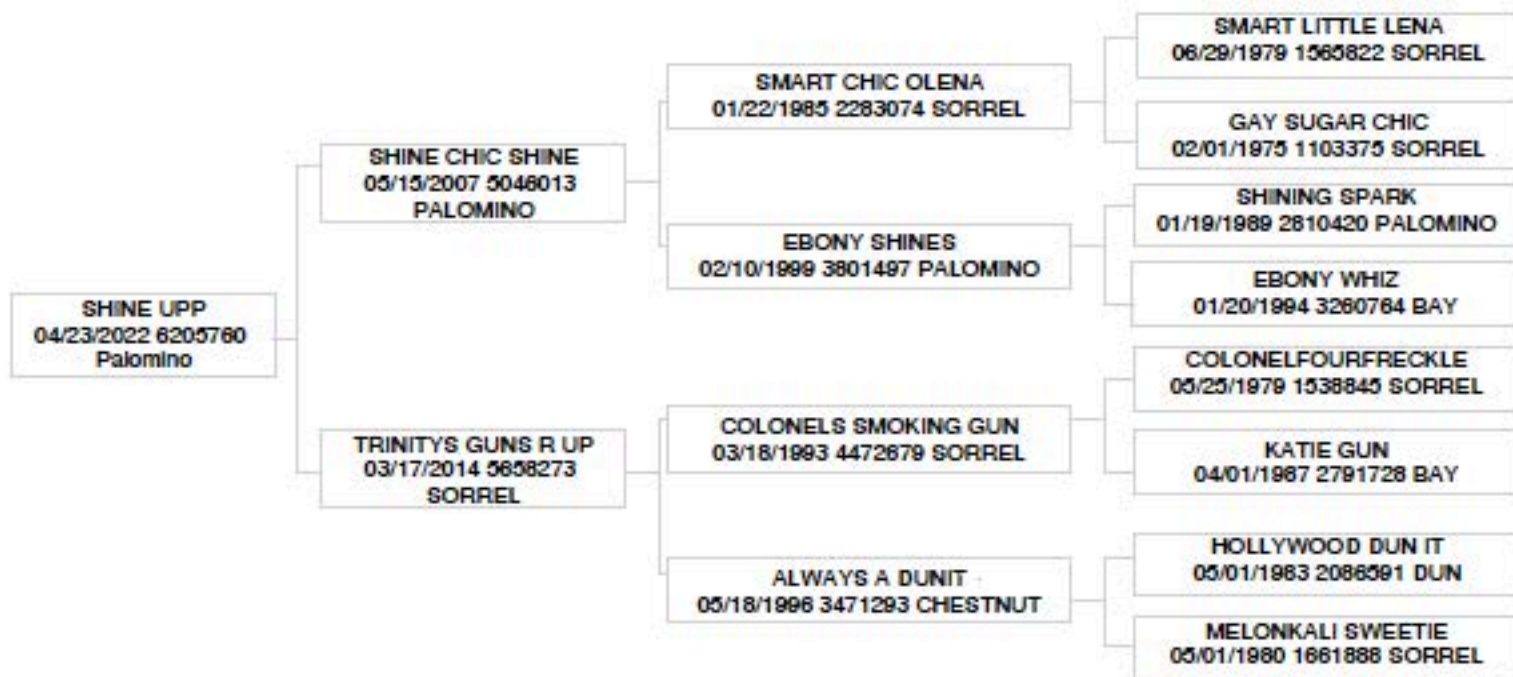 SMART LITTLE LENA
06/29/1979 1565822 SORREL
SMART CHIC OLENA
01/22/1985 2283074 SORREL
GAY SUGAR CHIC
02/01/1975 1103375 SORREL
SHINE CHIC SHINE
05/15/2007 5046013
PALOMINO
SHINING SPARK
01/19/1989 2810420 PALOMINO
EBONY SHINES
02/10/1999 3801497 PALOMINO
EBONY WHIZ
01/20/1994 3260764 BAY
SHINE UPP
04/23/2022 6205760
Palomino
COLONELFOURFRECKLE
05/25/1979 1538845 SORREL
COLONELS SMOKING GUN
03/18/1993 4472679 SORREL
KATIE GUN
04/01/1987 2791728 BAY
TRINITYS GUNS R UP
03/17/2014 5658273
SORREL
HOLLYWOOD DUN IT
05/01/1983 2086591 DUN
ALWAYS A DUNIT
05/18/1996 3471293 CHESTNUT
MELONKALI SWEETIE
05/01/1980 1661888 SORREL